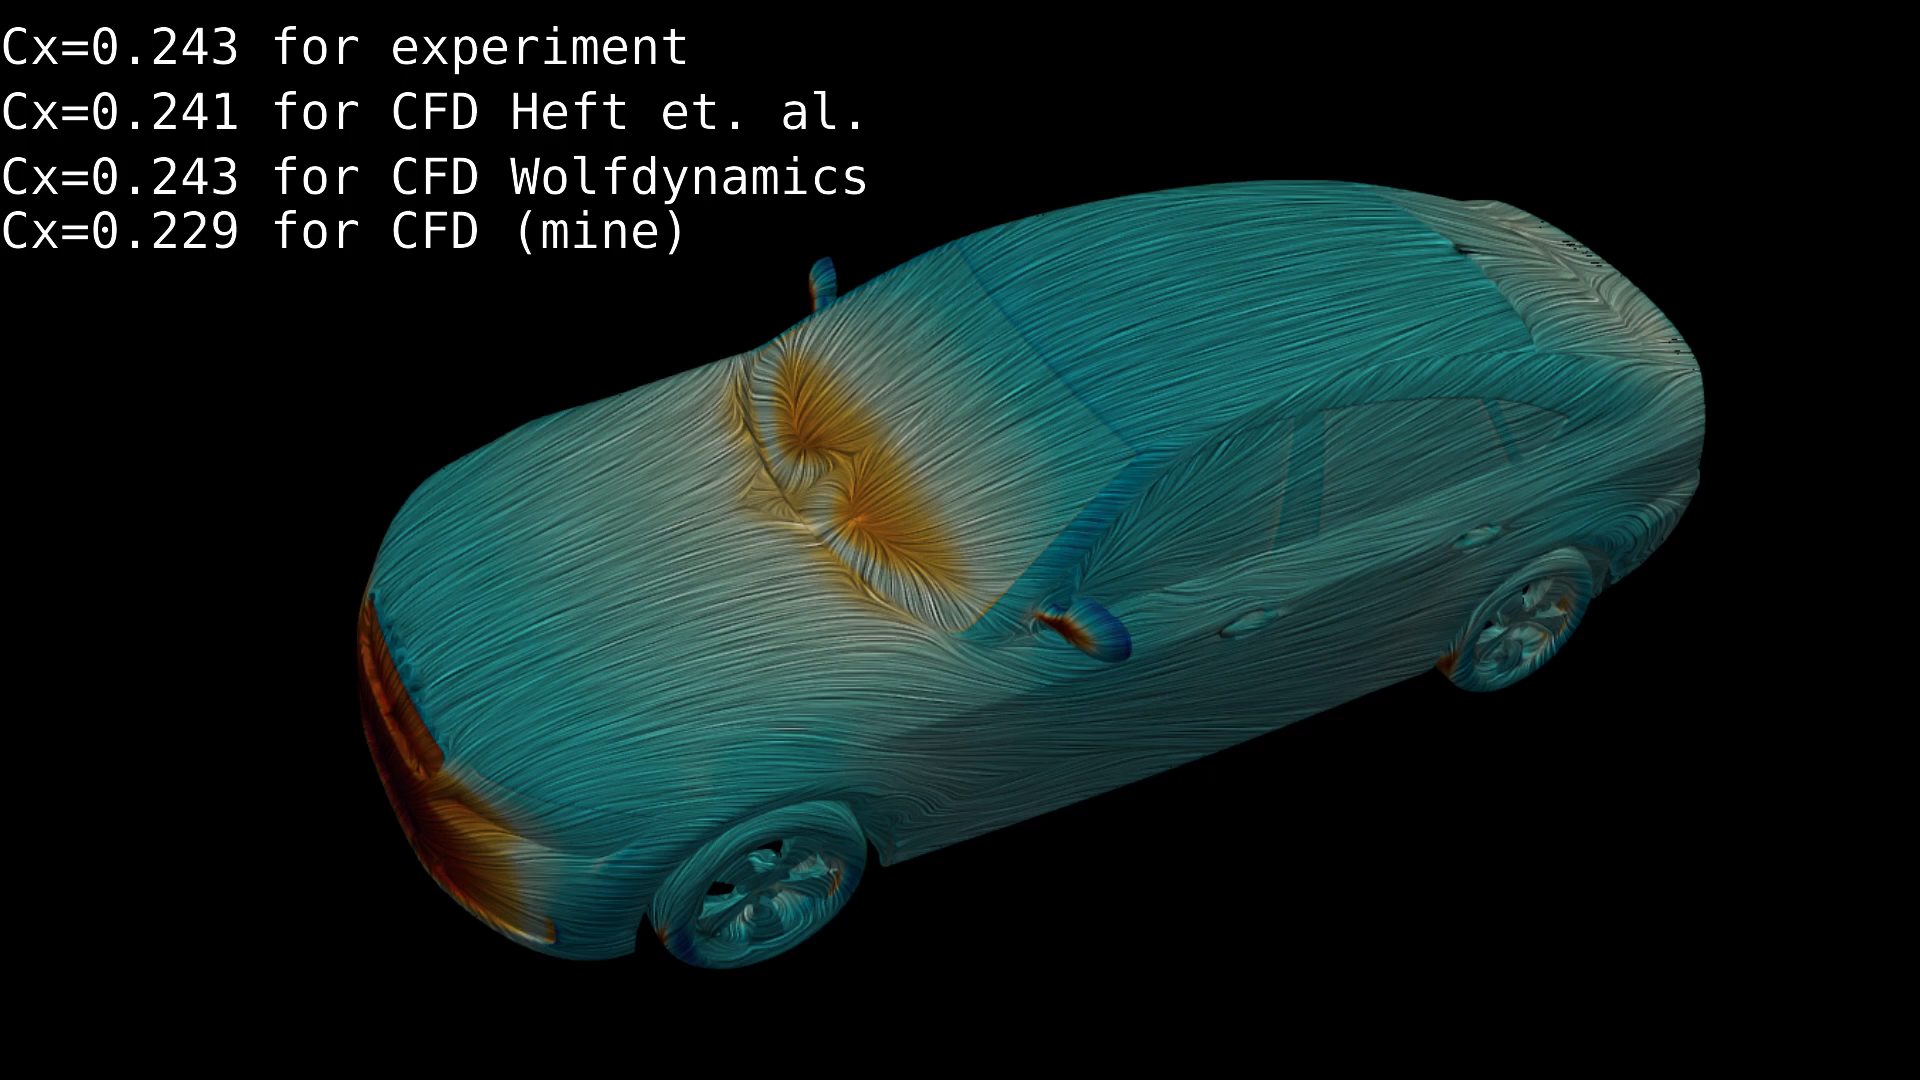 Cx=0.243 for experiment
Cx=0.241 for CFD Heft et. al.
Cx=0.243 for CFD Wolfdynamics
Cx=0.229 for CFD (mine)